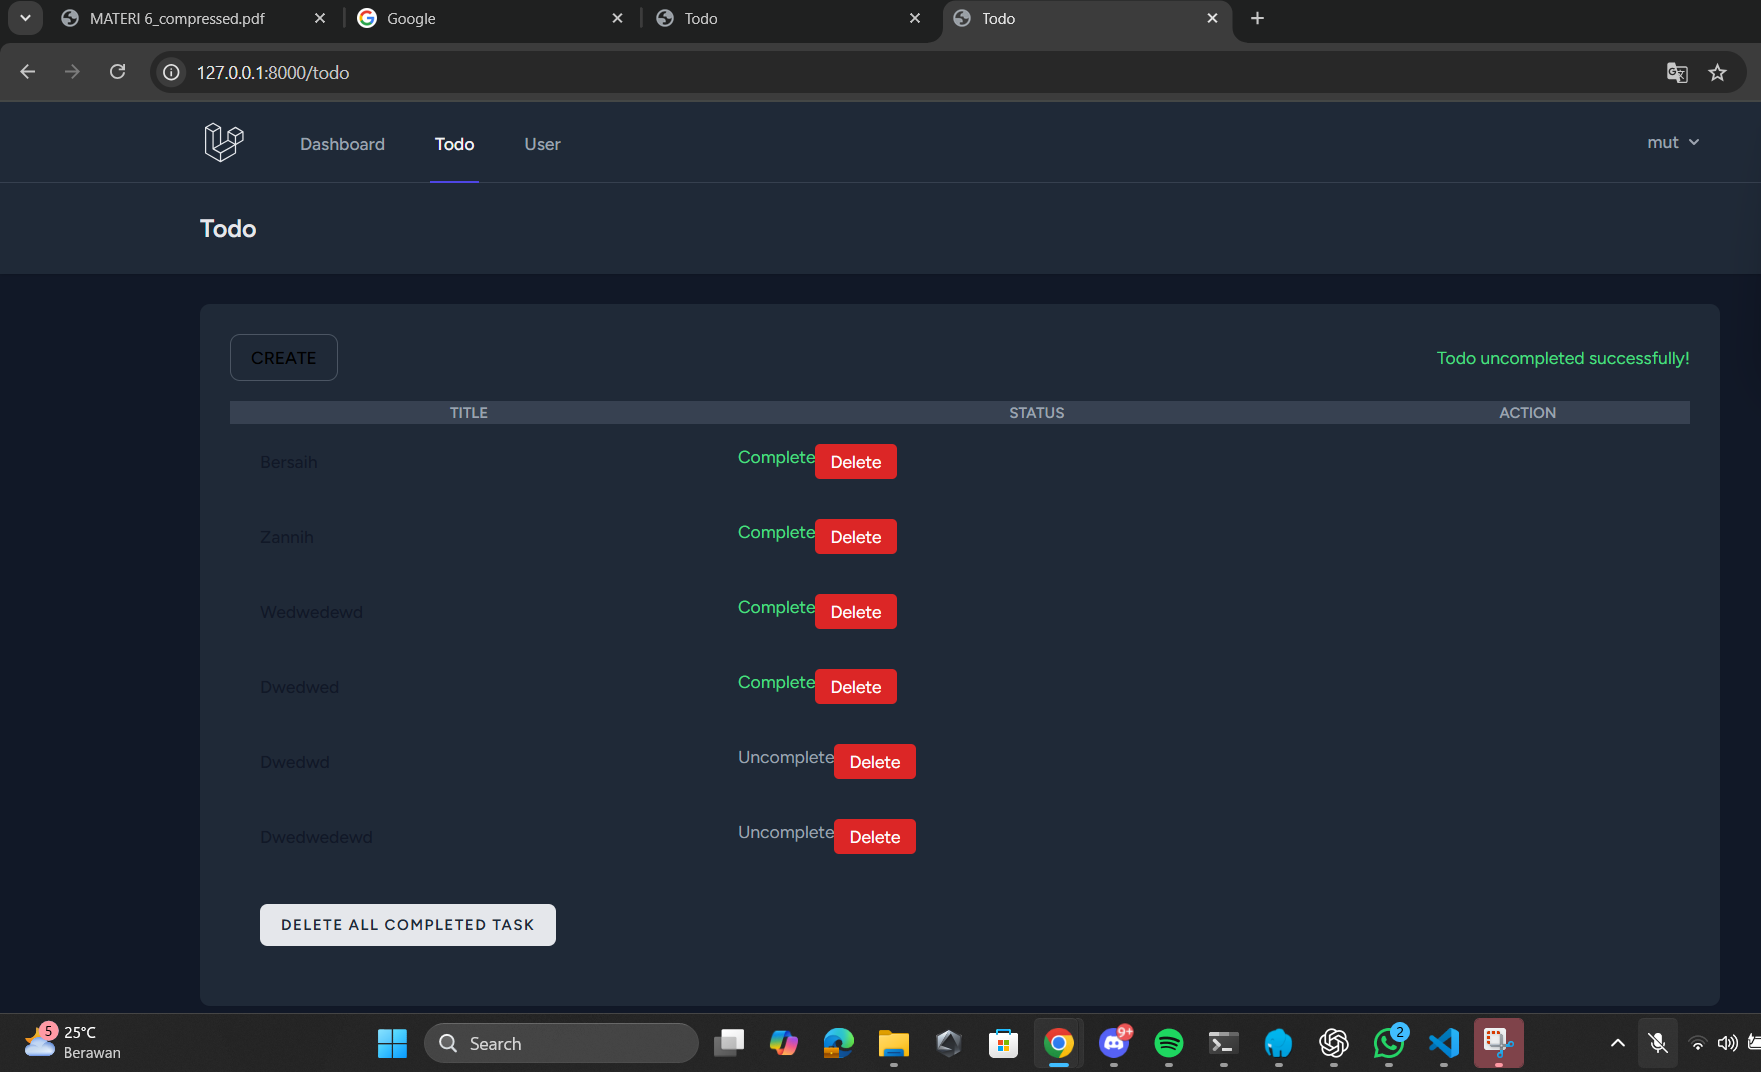 MATERI 6_compressed.pdf
Google
Todo
Todo
127.0.0.1:8000/todo
Dashboard
Todo
User
mut
Todo
CREATE
Todo uncompleted successfully!
TITLE STATUS ACTION
Bersaih Complete Delete
Zannih Complete Delete
Wedwedewd Complete Delete
Dwedwed Complete Delete
Dwedwd Uncomplete Delete
Dwedwedewd Uncomplete Delete
DELETE ALL COMPLETED TASK
5
25°C
Berawan
Search
9+
2